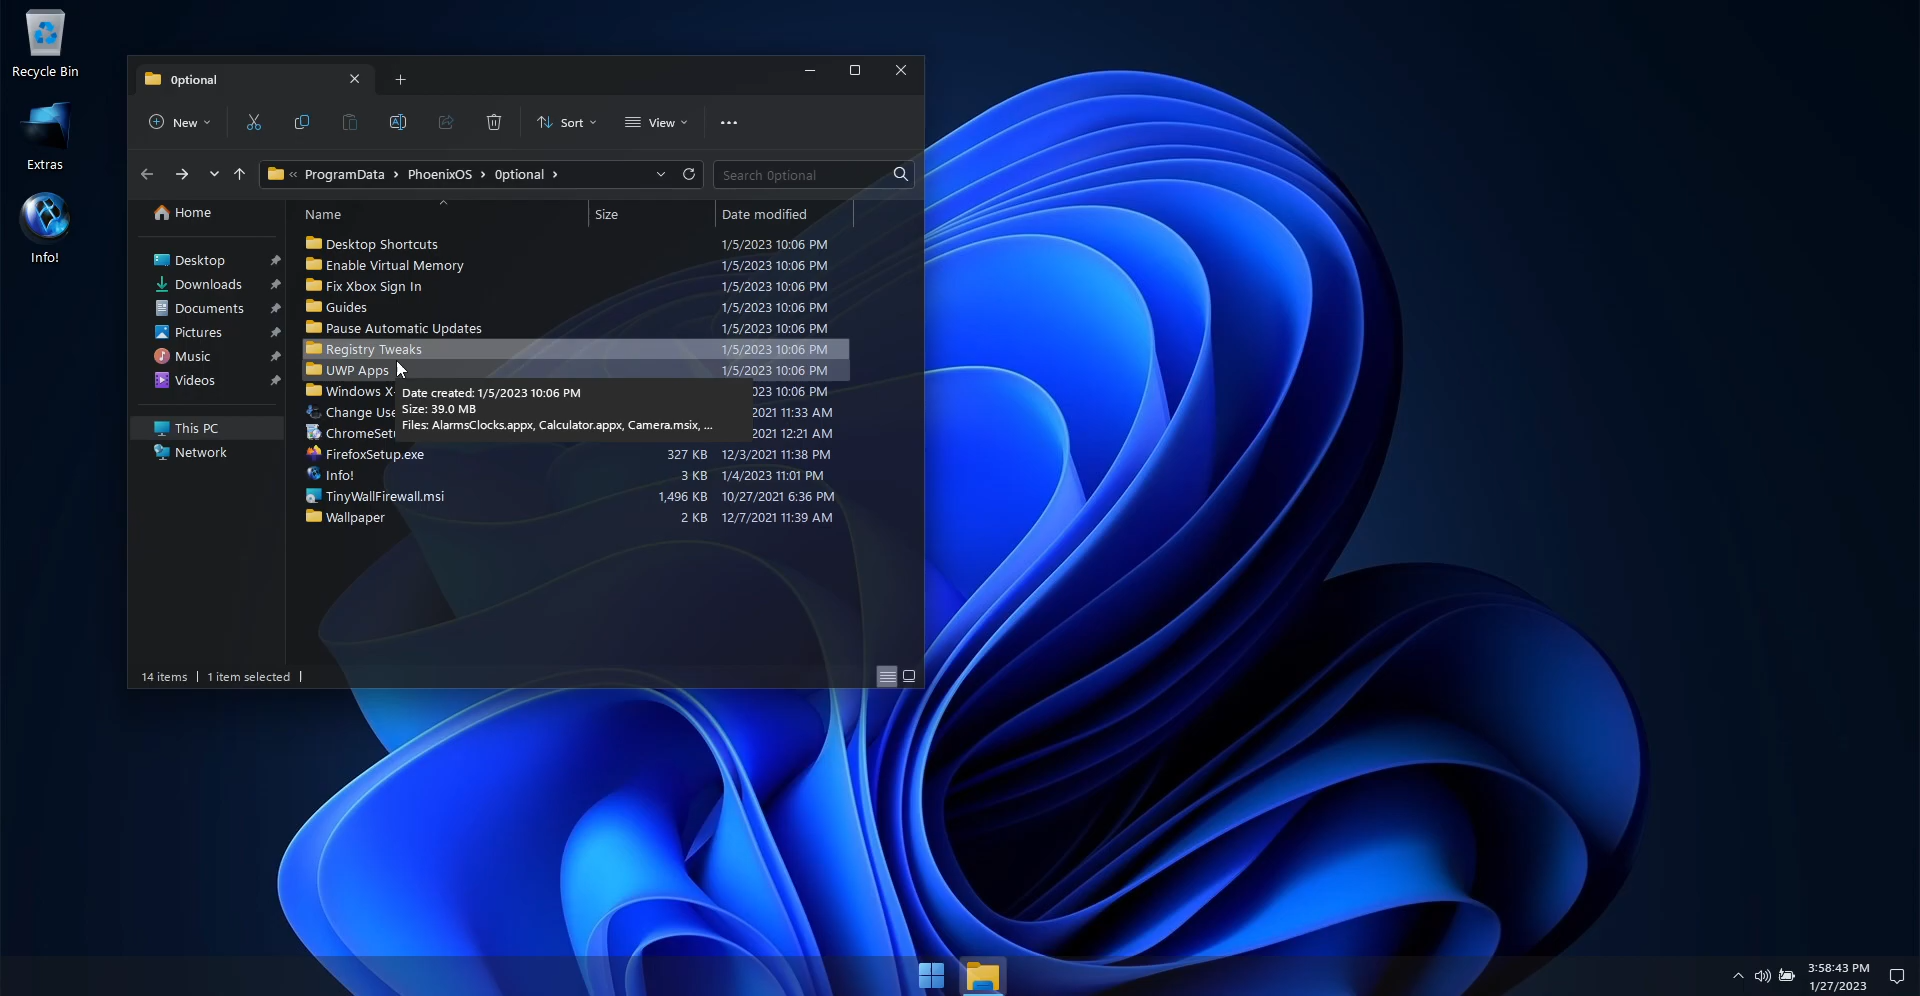 Recycle Bin
Extras
Info!
0ptional
New
Sort
View
« ProgramData > PhoenixOS > 0ptional >
Search 0ptional
Home
Desktop
Downloads
Documents
Pictures
Music
Videos
This PC
Network
Name Size Date modified
Desktop Shortcuts 1/5/2023 10:06 PM
Enable Virtual Memory 1/5/2023 10:06 PM
Fix Xbox Sign In 1/5/2023 10:06 PM
Guides 1/5/2023 10:06 PM
Pause Automatic Updates 1/5/2023 10:06 PM
Registry Tweaks 1/5/2023 10:06 PM
UWP Apps 1/5/2023 10:06 PM
Windows X 023 10:06 PM
Change Use 2021 11:33 AM
ChromeSetu 2021 12:21 AM
FirefoxSetup.exe 327 KB 12/3/2021 11:38 PM
Info! 3 KB 1/4/2023 11:01 PM
TinyWallFirewall.msi 1,496 KB 10/27/2021 6:36 PM
Wallpaper 2 KB 12/7/2021 11:39 AM
Date created: 1/5/2023 10:06 PM
Size: 39.0 MB
Files: AlarmsClocks.appx, Calculator.appx, Camera.msix, ...
14 items | 1 item selected |
3:58:43 PM
1/27/2023